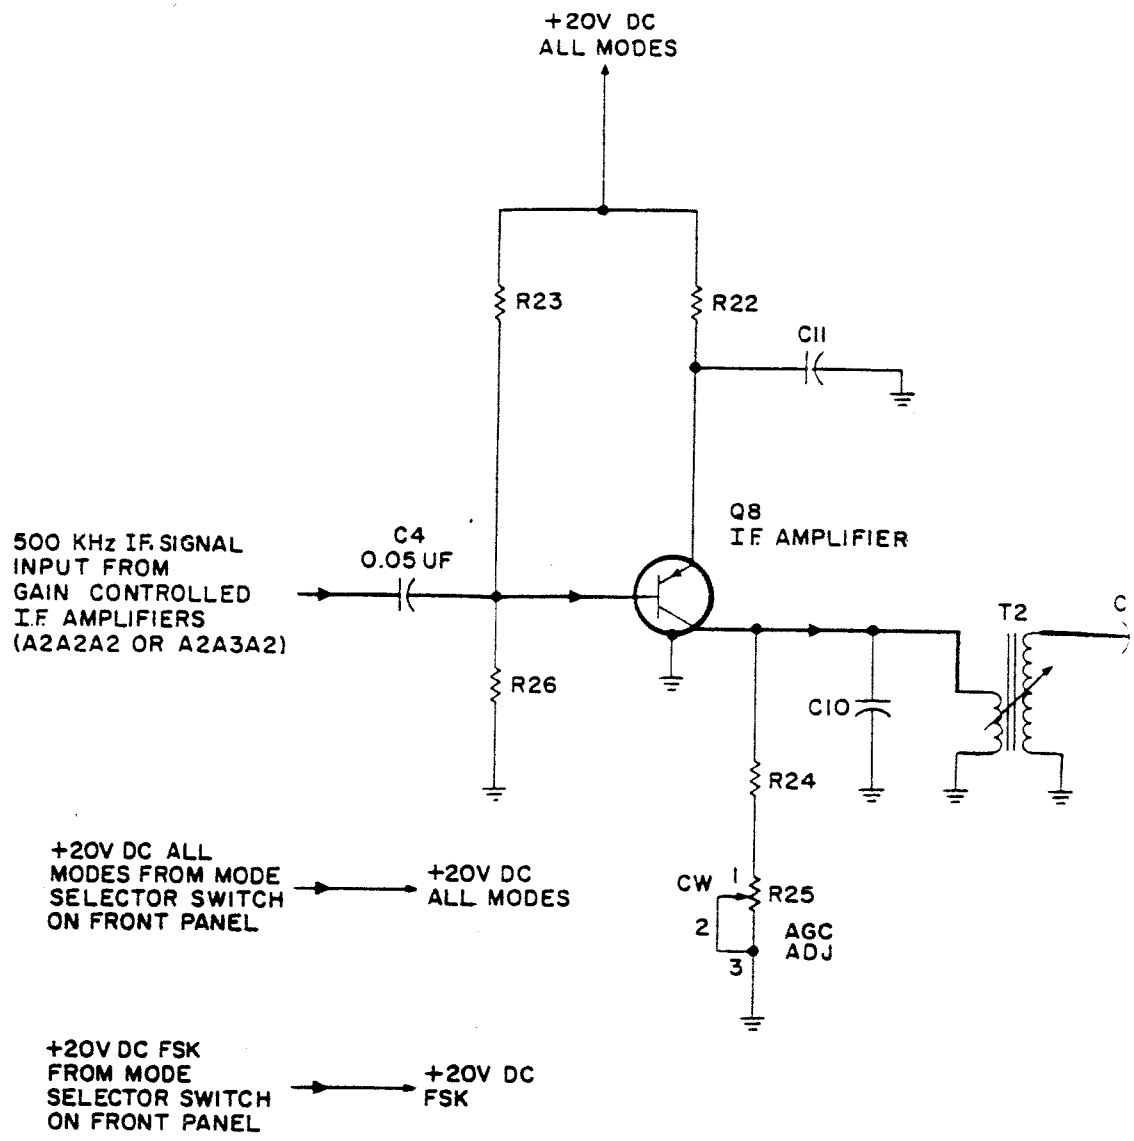 +20V DC
ALL MODES
R23
R22
C11
Q8
I.F. AMPLIFIER
C4
0.05 UF
500 KHz I.F. SIGNAL
INPUT FROM
GAIN CONTROLLED
I.F. AMPLIFIERS
(A2A2A2 OR A2A3A2)
T2
C
R26
C10
R24
+20V DC ALL
MODES FROM MODE
SELECTOR SWITCH
ON FRONT PANEL
+20V DC
ALL MODES
CW
1
R25
2
AGC
ADJ
3
+20V DC FSK
FROM MODE
SELECTOR SWITCH
ON FRONT PANEL
+20V DC
FSK